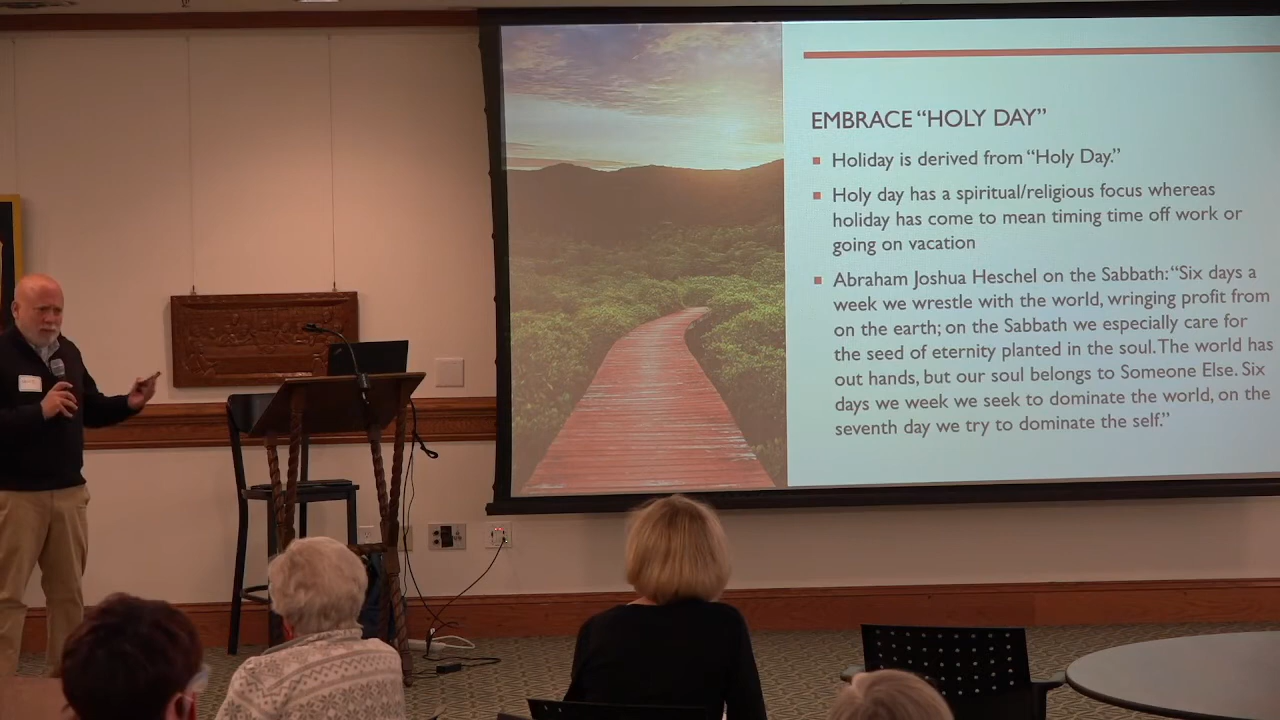 EMBRACE “HOLY DAY”
Holiday is derived from “Holy Day.”
Holy day has a spiritual/religious focus whereas
holiday has come to mean timing time off work or
going on vacation
Abraham Joshua Heschel on the Sabbath: “Six days a
week we wrestle with the world, wringing profit from
on the earth; on the Sabbath we especially care for
the seed of eternity planted in the soul. The world has
out hands, but our soul belongs to Someone Else. Six
days we week we seek to dominate the world, on the
seventh day we try to dominate the self.”